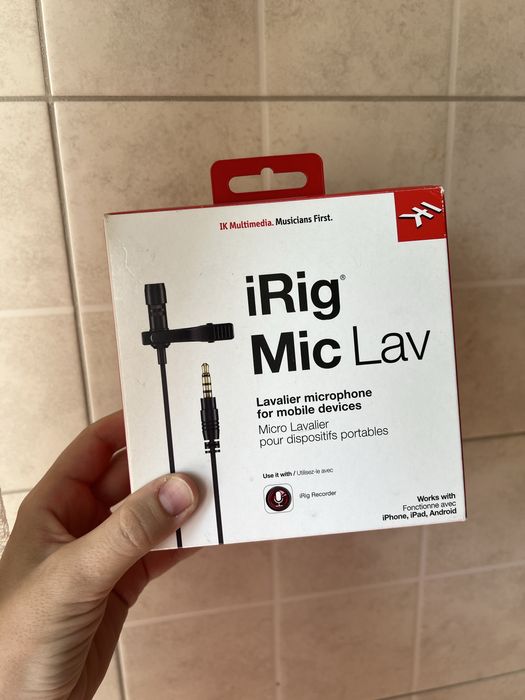 IK Multimedia. Musicians First.
iRig®
Mic Lav
Lavalier microphone
for mobile devices
Micro Lavalier
pour dispositifs portables
Use it with / Utilisez-le avec
iRig Recorder
Works with
Fonctionne avec
iPhone, iPad, Android